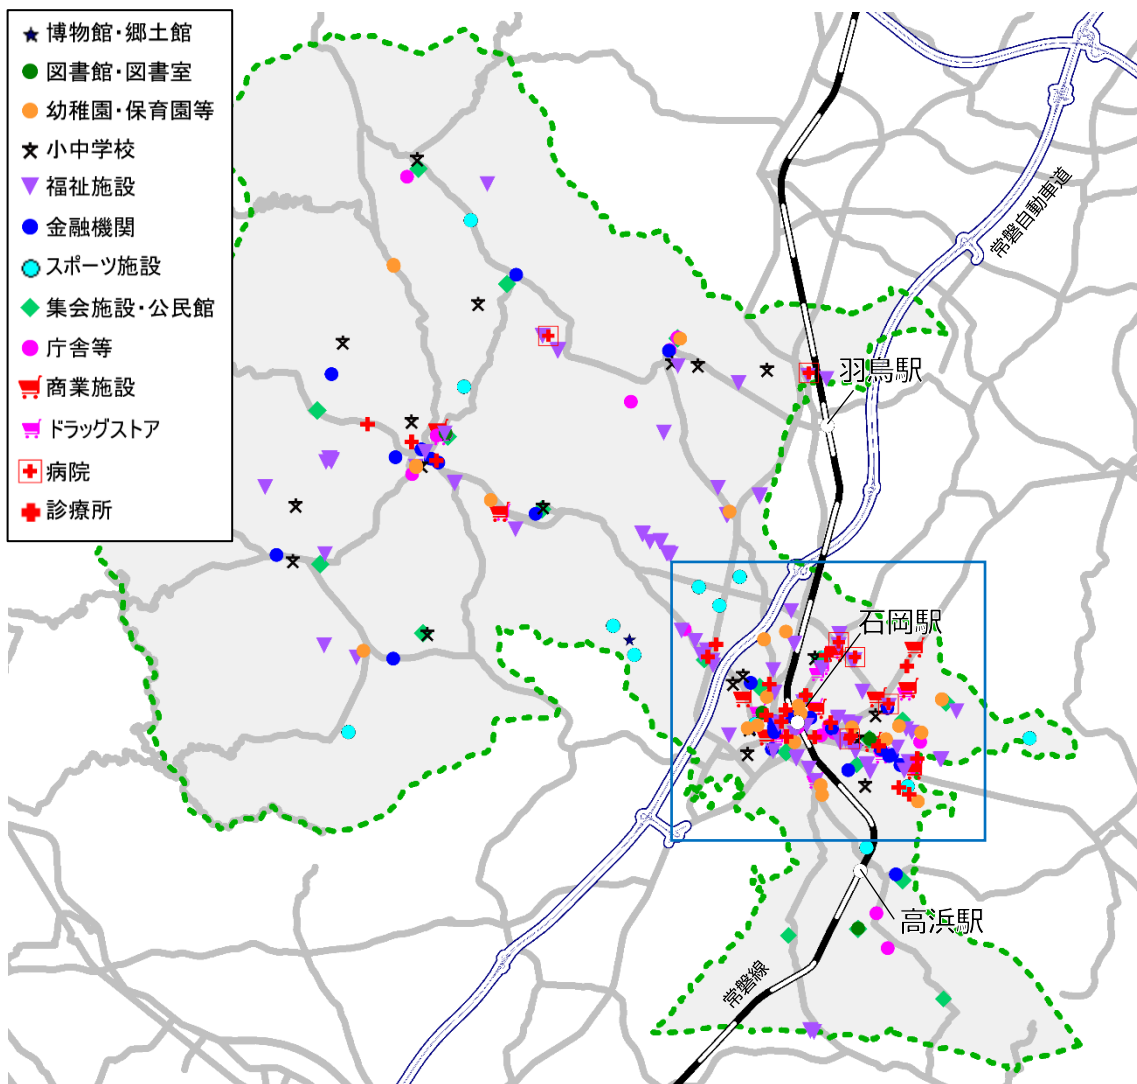 博物館・郷土館
図書館・図書室
幼稚園・保育園等
小中学校
福祉施設
金融機関
スポーツ施設
集会施設・公民館
庁舎等
商業施設
ドラッグストア
病院
診療所
常磐自動車道
羽鳥駅
石岡駅
高浜駅
常磐線